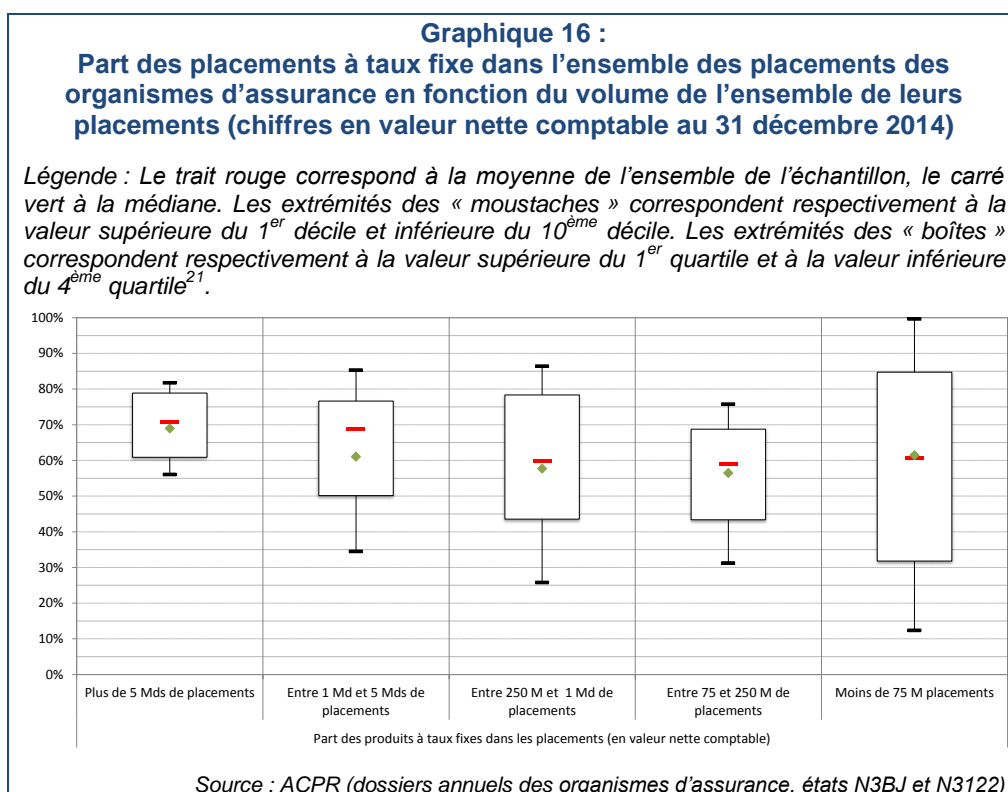 Graphique 16 :
Part des placements à taux fixe dans l'ensemble des placements des
organismes d'assurance en fonction du volume de l'ensemble de leurs
placements (chiffres en valeur nette comptable au 31 décembre 2014)
Légende : Le trait rouge correspond à la moyenne de l'ensemble de l'échantillon, le carré
vert à la médiane. Les extrémités des « moustaches » correspondent respectivement à la
valeur supérieure du 1er décile et inférieure du 10ème décile. Les extrémités des « boîtes »
correspondent respectivement à la valeur supérieure du 1er quartile et à la valeur inférieure
du 4ème quartile21.
100%
90%
80%
70%
60%
50%
40%
30%
20%
10%
0%
Plus de 5 Mds de placements
Entre 1 Md et 5 Mds de
placements
Entre 250 M et 1 Md de
placements
Entre 75 et 250 M de
placements
Moins de 75 M placements
Part des produits à taux fixes dans les placements (en valeur nette comptable)
Source : ACPR (dossiers annuels des organismes d'assurance, états N3BJ et N3122)